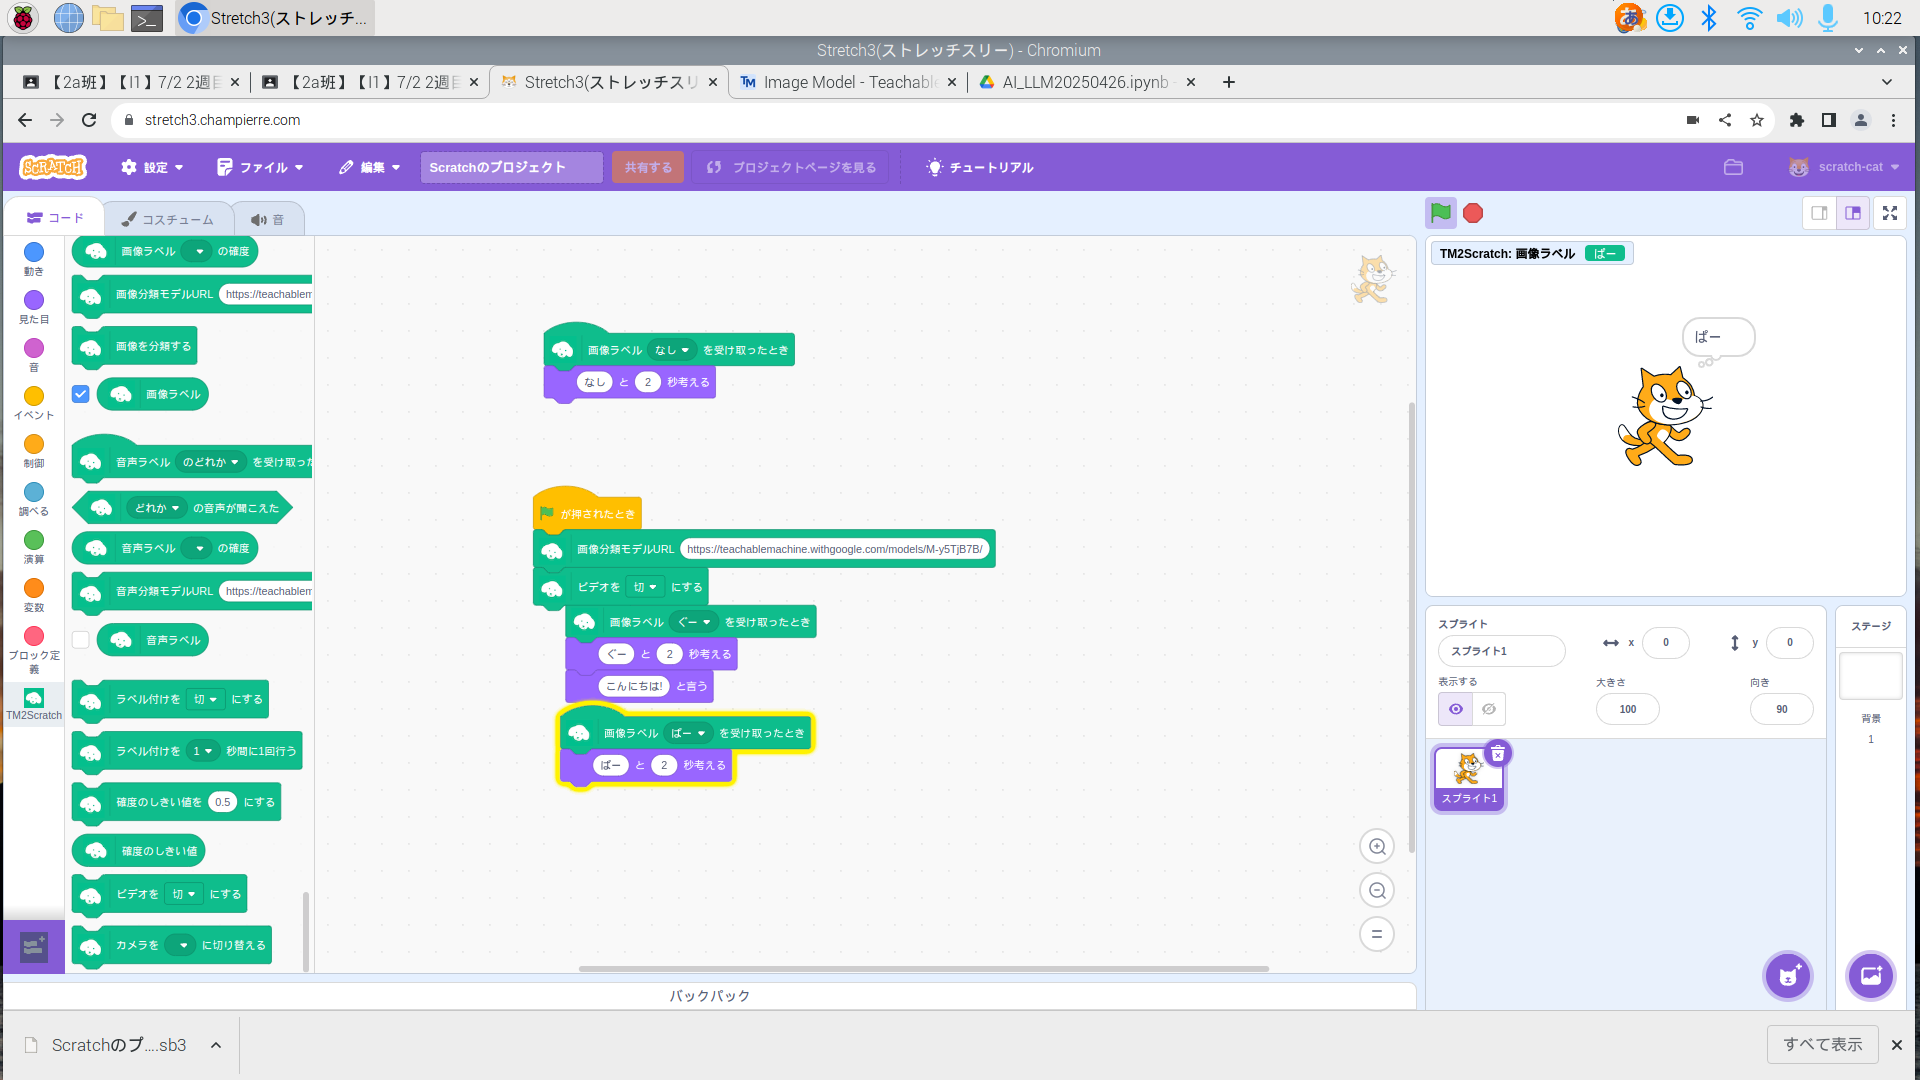 Stretch3(ストレッチ...
10:22
Stretch3(ストレッチスリー) - Chromium
【2a班】【I1】7/2 2週目
【2a班】【I1】7/2 2週目
Stretch3(ストレッチスリ
Image Model - Teachable
AI_LLM20250426.ipynb
stretch3.champierre.com
SCRATCH
設定
ファイル
編集
Scratchのプロジェクト
共有する
プロジェクトページを見る
チュートリアル
scratch-cat
コード
コスチューム
音
動き
見た目
音
イベント
制御
調べる
演算
変数
ブロック定義
TM2Scratch
画像ラベル の確度
画像分類モデルURL https://teachablem
画像を分類する
画像ラベル
音声ラベル のどれか を受け取った
どれか の音声が聞こえた
音声ラベル の確度
音声分類モデルURL https://teachablem
音声ラベル
ラベル付けを 切 にする
ラベル付けを 1 秒間に1回行う
確度のしきい値を 0.5 にする
確度のしきい値
ビデオを 切 にする
カメラを に切り替える
画像ラベル なし を受け取ったとき
なし と 2 秒考える
が押されたとき
画像分類モデルURL https://teachablemachine.withgoogle.com/models/M-y5TjB7B/
ビデオを 切 にする
画像ラベル ぐー を受け取ったとき
ぐー と 2 秒考える
こんにちは! と言う
画像ラベル ぱー を受け取ったとき
ぱー と 2 秒考える
TM2Scratch: 画像ラベル ぱー
ぱー
スプライト
スプライト1
x 0
y 0
表示する
大きさ
100
向き
90
スプライト1
ステージ
背景
1
バックパック
Scratchのプ....sb3
すべて表示